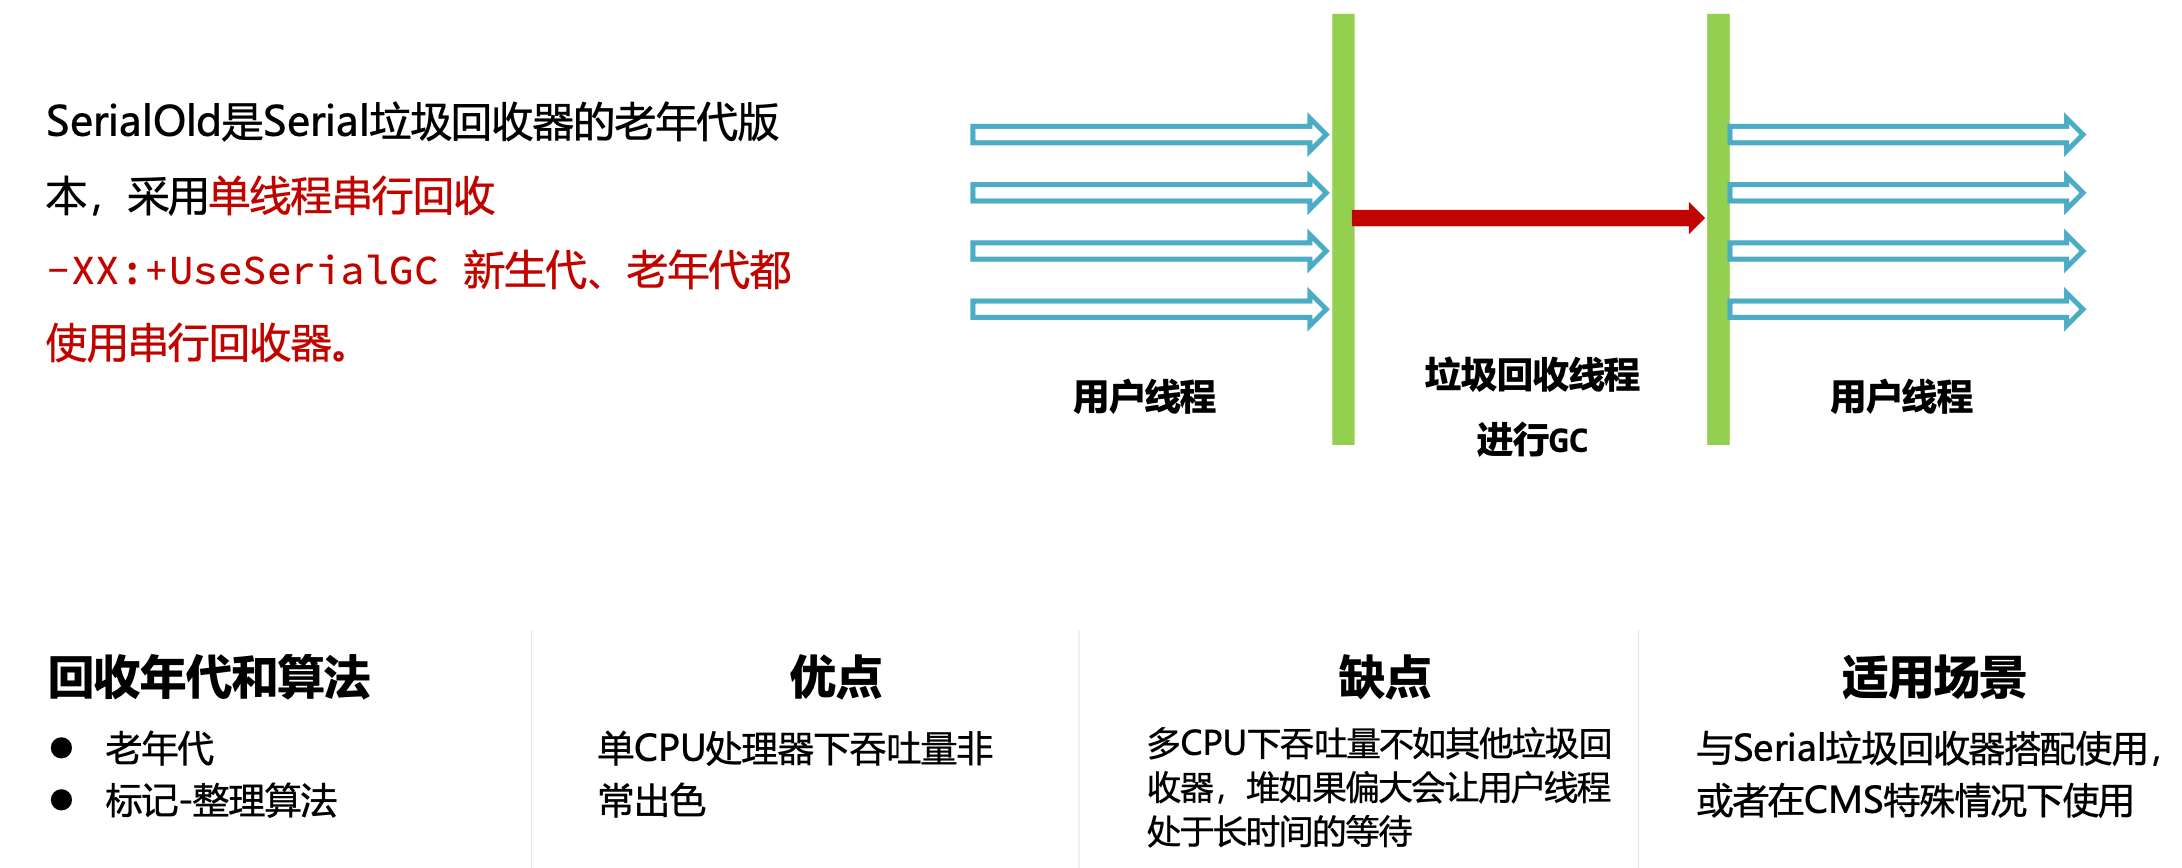 SerialOld是Serial垃圾回收器的老年代版
本，采用单线程串行回收
-XX:+UseSerialGC 新生代、老年代都
使用串行回收器。
用户线程
垃圾回收线程
进行GC
用户线程
回收年代和算法
● 老年代
● 标记-整理算法
优点
单CPU处理器下吞吐量非
常出色
缺点
多CPU下吞吐量不如其他垃圾回
收器，堆如果偏大会让用户线程
处于长时间的等待
适用场景
与Serial垃圾回收器搭配使用，
或者在CMS特殊情况下使用